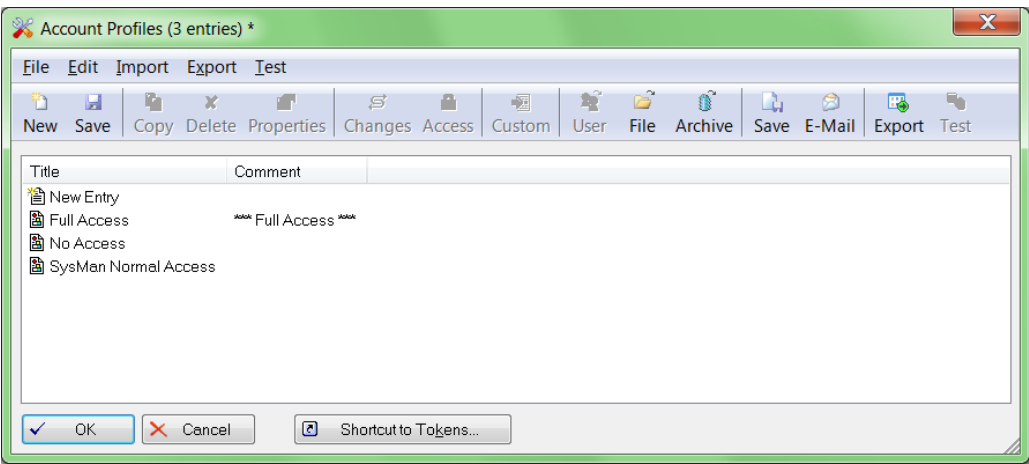 Account Profiles (3 entries) *
File Edit Import Export Test
New Save Copy Delete Properties Changes Access Custom User File Archive Save E-Mail Export Test
Title Comment
New Entry
Full Access *** Full Access ***
No Access
SysMan Normal Access
OK Cancel Shortcut to Tokens...